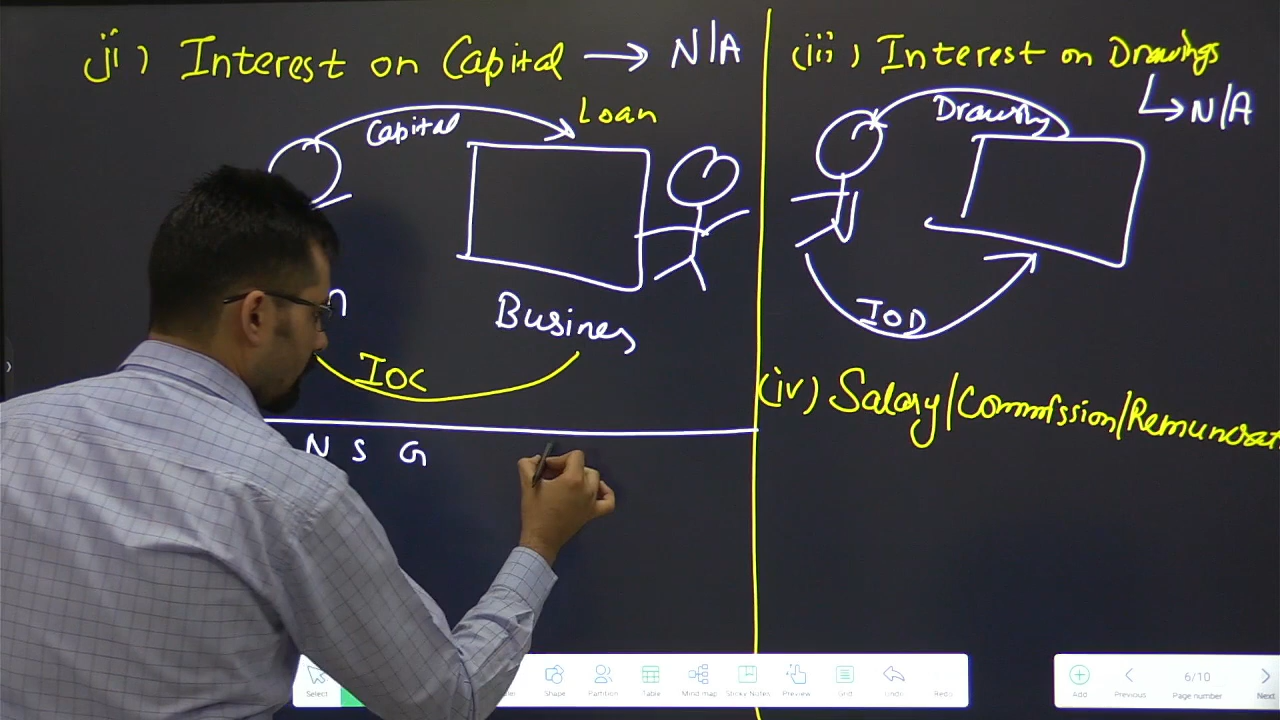 ii) Interest on Capital → N/A
Capital
Loan
Busines
IOC
N S G
(iii) Interest on Drawings
→ N/A
Drawing
IOD
(iv) Salary/Commission/Remunerat
Select
Shape
Partition
Table
Mind map
Sticky Notes
Preview
Grid
Undo
Redo
Add
Previous
6/10
Page number
Next